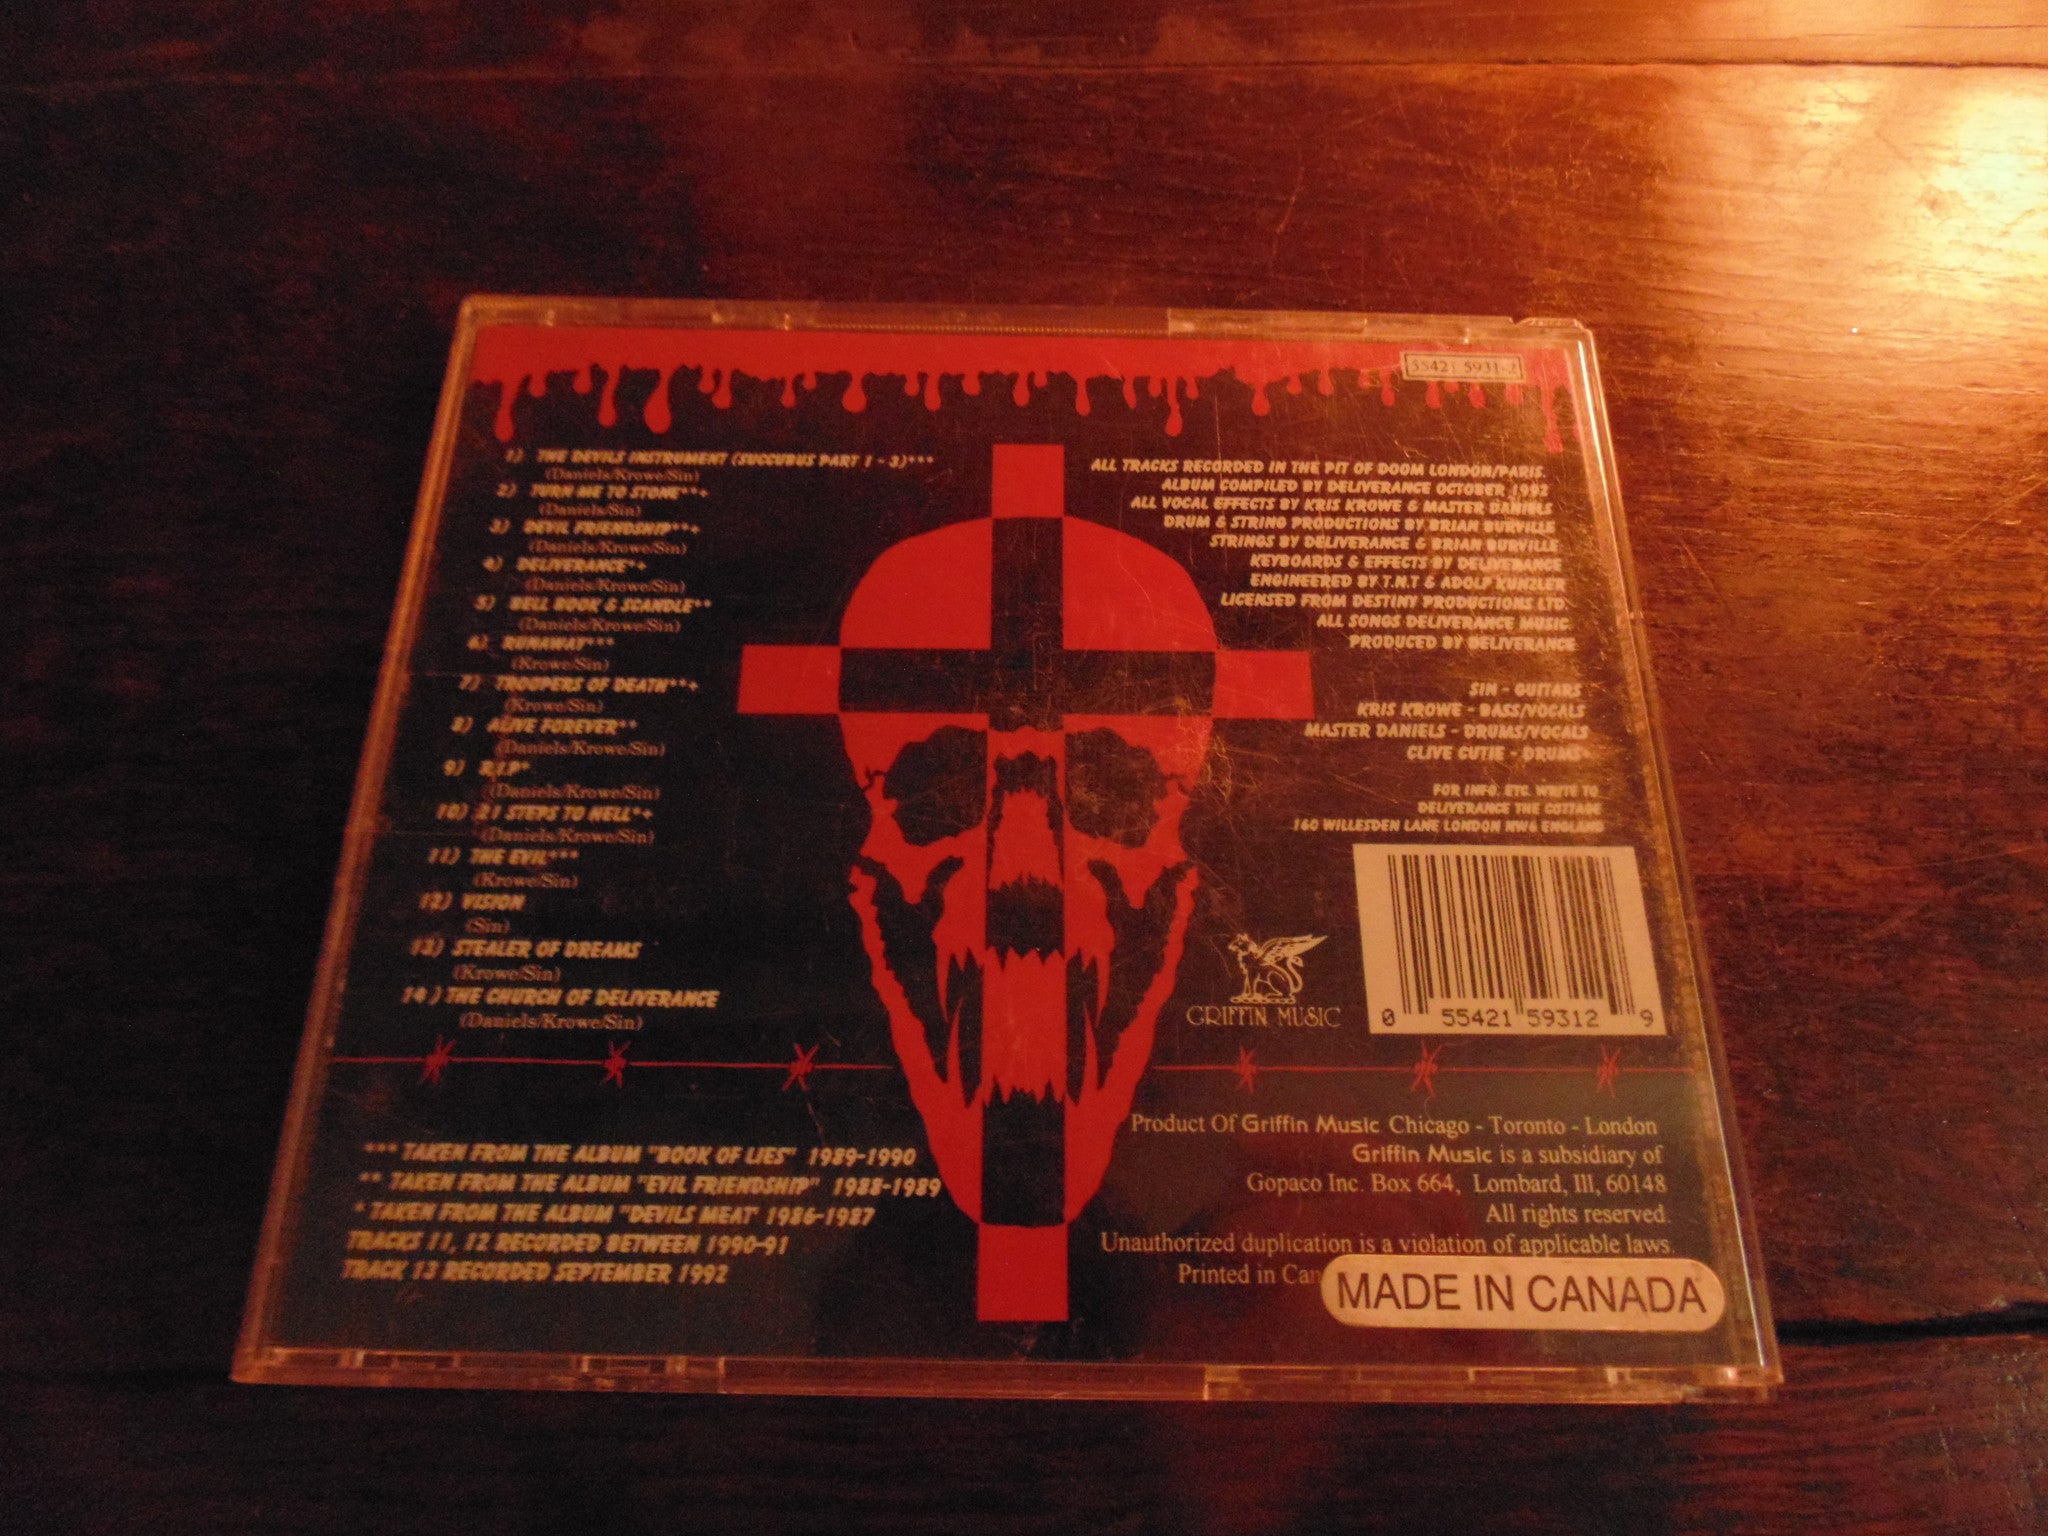 55421 5931-2
1) THE DEVILS INSTRUMENT (SUCCUBUS PART 1 - 3)***
(Daniels/Krowe/Sin)
2) TURN ME TO STONE**+
(Daniels/Sin)
3) DEVIL FRIENDSHIP**+
(Daniels/Krowe/Sin)
4) DELIVERANCE*+
(Daniels/Krowe/Sin)
5) BELL BOOK & SCANDLE**
(Daniels/Krowe/Sin)
6) RUNAWAY***
(Krowe/Sin)
7) TROOPERS OF DEATH**+
(Krowe/Sin)
8) ALIVE FOREVER**
(Daniels/Krowe/Sin)
9) R.I.P*
(Daniels/Krowe/Sin)
10) 21 STEPS TO HELL*+
(Daniels/Krowe/Sin)
11) THE EVIL***
(Krowe/Sin)
12) VISION
(Sin)
13) STEALER OF DREAMS
(Krowe/Sin)
14) THE CHURCH OF DELIVERANCE
(Daniels/Krowe/Sin)
ALL TRACKS RECORDED IN THE PIT OF DOOM LONDON/PARIS.
ALBUM COMPILED BY DELIVERANCE OCTOBER 1992
ALL VOCAL EFFECTS BY KRIS KROWE & MASTER DANIELS
DRUM & STRING PRODUCTIONS BY BRIAN BURVILLE
STRINGS BY DELIVERANCE & BRIAN BURVILLE
KEYBOARDS & EFFECTS BY DELIVERANCE
ENGINEERED BY T.N.T & ADOLF KUNZLER
LICENSED FROM DESTINY PRODUCTIONS LTD.
ALL SONGS DELIVERANCE MUSIC
PRODUCED BY DELIVERANCE
SIN - GUITARS
KRIS KROWE - BASS/VOCALS
MASTER DANIELS - DRUMS/VOCALS
CLIVE CUTIE - DRUMS+
FOR INFO. ETC. WRITE TO
DELIVERANCE THE COTTAGE
160 WILLESDEN LANE LONDON NW6 ENGLAND
GRIFFIN MUSIC
0 55421 59312 9
*** TAKEN FROM THE ALBUM "BOOK OF LIES" 1989-1990
** TAKEN FROM THE ALBUM "EVIL FRIENDSHIP" 1988-1989
* TAKEN FROM THE ALBUM "DEVILS MEAT" 1986-1987
TRACKS 11, 12 RECORDED BETWEEN 1990-91
TRACK 13 RECORDED SEPTEMBER 1992
Product Of Griffin Music Chicago - Toronto - London
Griffin Music is a subsidiary of
Gopaco Inc. Box 664, Lombard, Ill, 60148
All rights reserved.
Unauthorized duplication is a violation of applicable laws.
Printed in Can
MADE IN CANADA